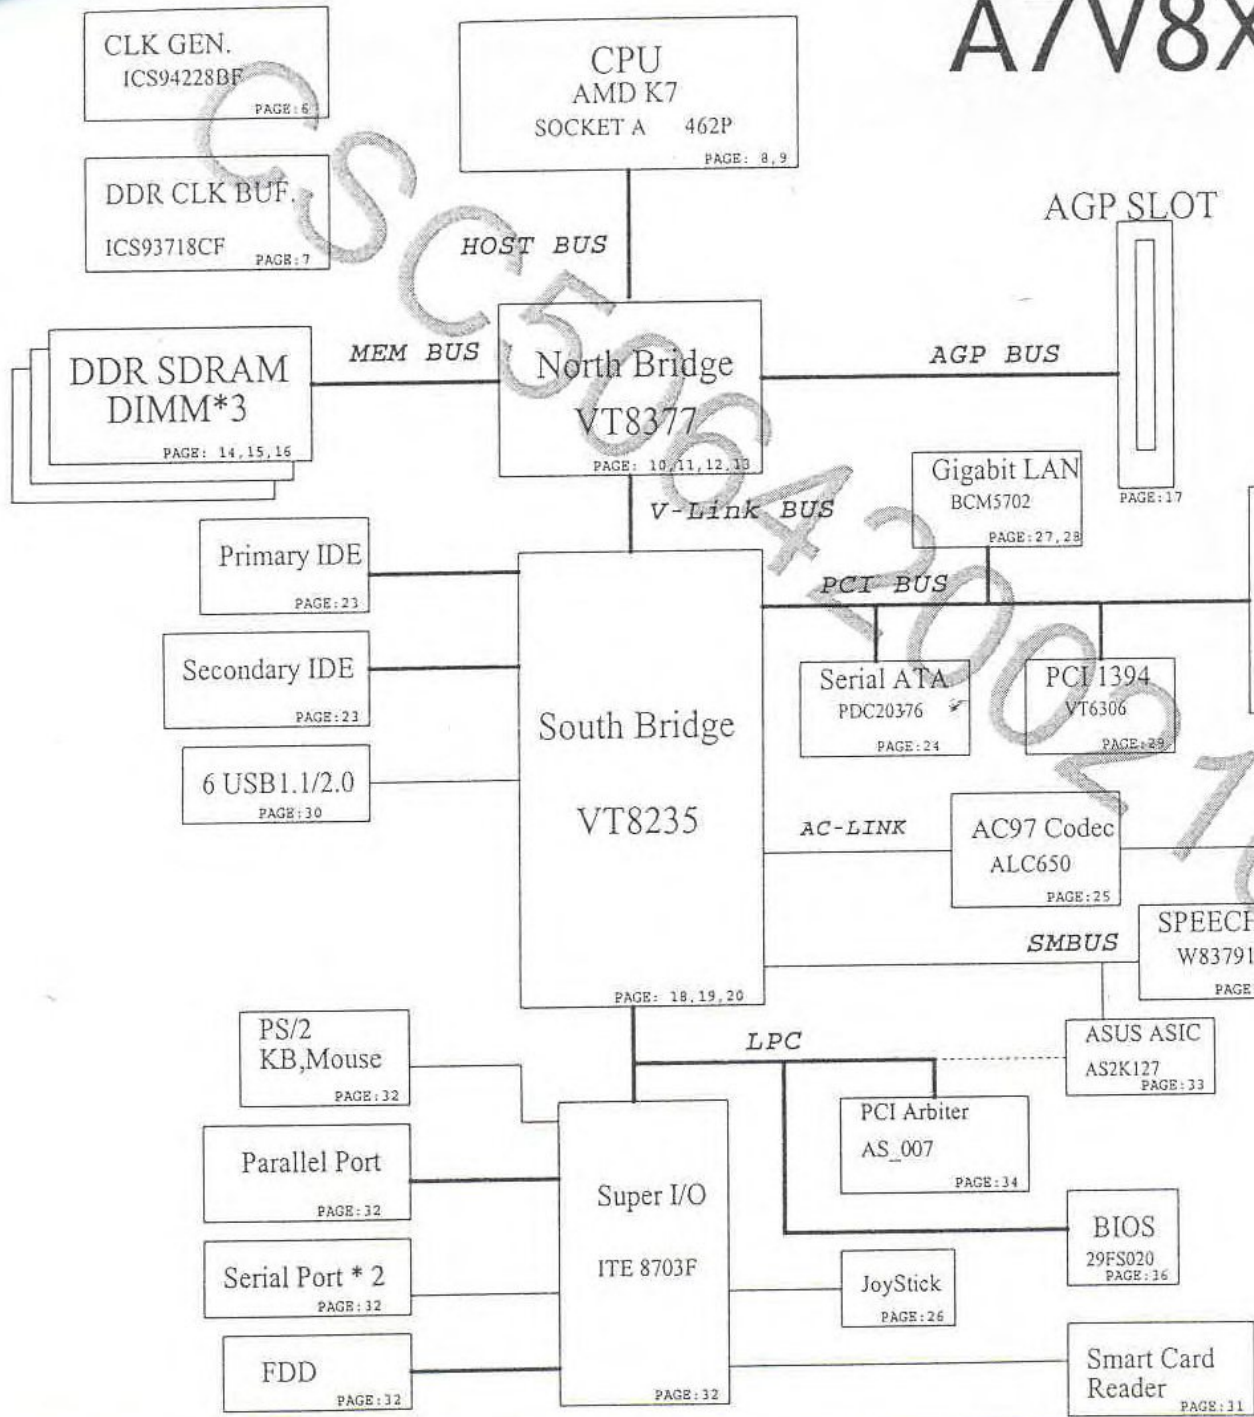 A7V8X
CLK GEN.
ICS94228BF
PAGE:6
CPU
AMD K7
SOCKET A 462P
PAGE: 8,9
DDR CLK BUF.
ICS93718CF
PAGE:7
HOST BUS
AGP SLOT
PAGE:17
DDR SDRAM
DIMM*3
PAGE: 14,15,16
MEM BUS
North Bridge
VT8377
PAGE: 10,11,12,13
AGP BUS
V-Link BUS
Gigabit LAN
BCM5702
PAGE:27,28
Primary IDE
PAGE:23
PCI BUS
Secondary IDE
PAGE:23
Serial ATA
PDC20376
PAGE:24
PCI 1394
VT6306
PAGE:29
South Bridge
VT8235
PAGE: 18,19,20
6 USB1.1/2.0
PAGE:30
AC-LINK
AC97 Codec
ALC650
PAGE:25
SMBUS
SPEECH
W83791
PAGE
PS/2
KB,Mouse
PAGE:32
LPC
ASUS ASIC
AS2K127
PAGE:33
PCI Arbiter
AS_007
PAGE:34
Parallel Port
PAGE:32
Super I/O
ITE 8703F
PAGE:32
BIOS
29FS020
PAGE:36
Serial Port * 2
PAGE:32
JoyStick
PAGE:26
FDD
PAGE:32
Smart Card
Reader
PAGE:31
CSC506420021